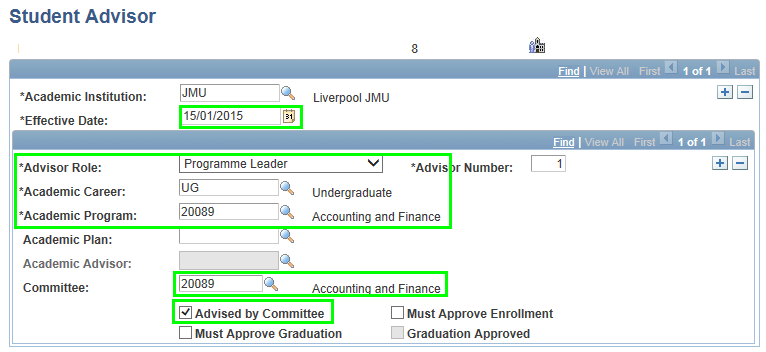 Student Advisor
8
Find | View All First 1 of 1 Last
*Academic Institution: JMU Liverpool JMU
*Effective Date: 15/01/2015 31
Find | View All First 1 of 1 Last
*Advisor Role: Programme Leader *Advisor Number: 1
*Academic Career: UG Undergraduate
*Academic Program: 20089 Accounting and Finance
Academic Plan:
Academic Advisor:
Committee: 20089 Accounting and Finance
Advised by Committee Must Approve Enrollment
Must Approve Graduation Graduation Approved